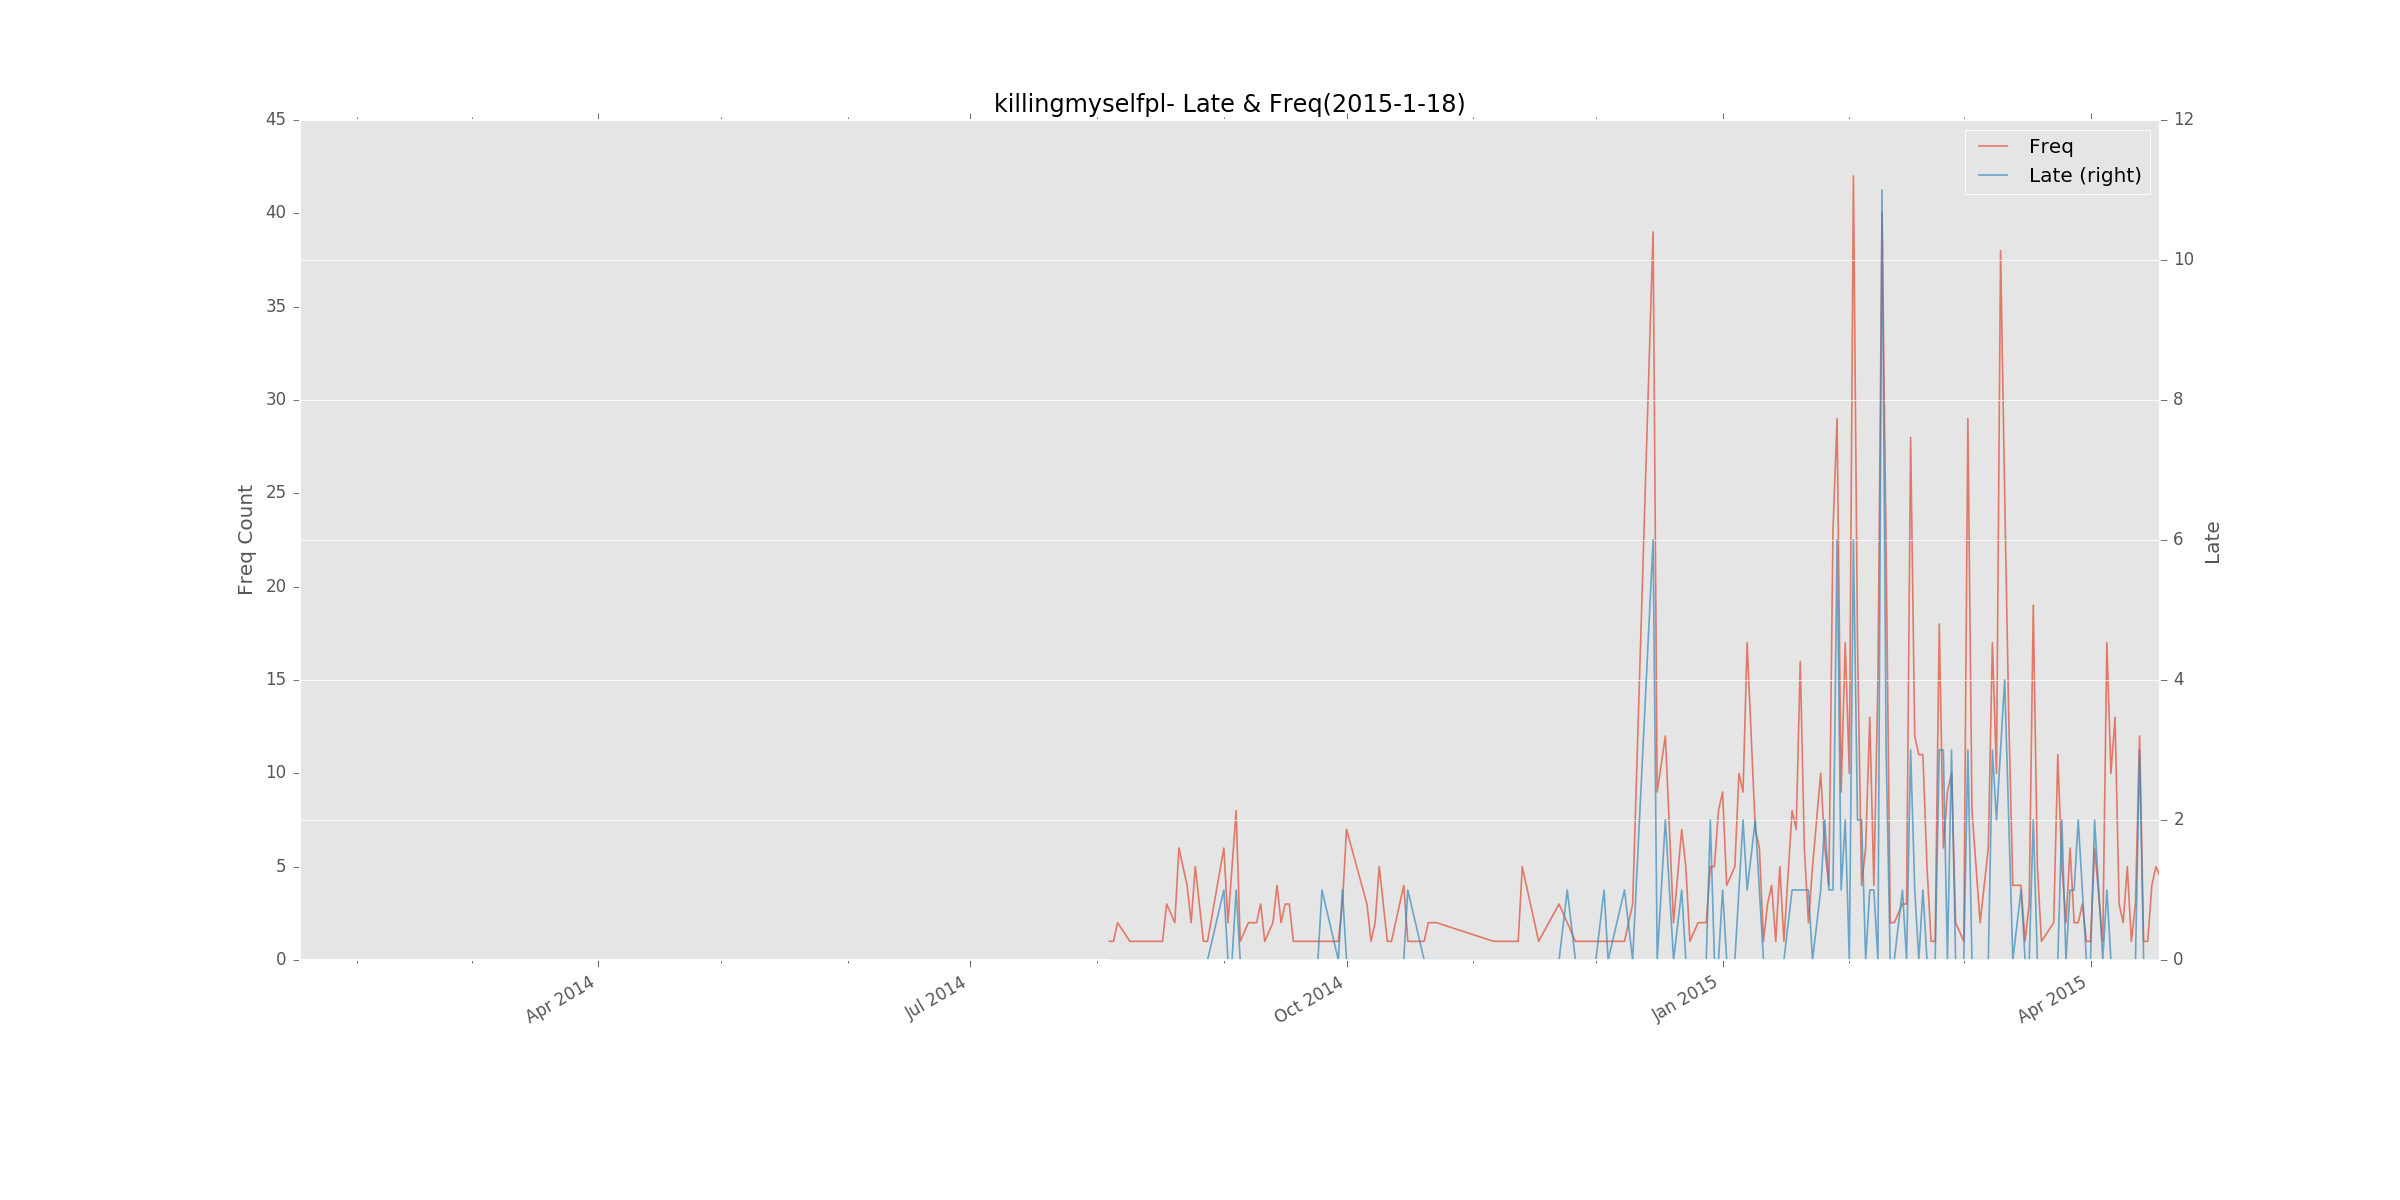 killingmyselfpl- Late & Freq(2015-1-18)
45
40
35
30
25
20
15
10
5
0
Freq Count
12
10
8
6
4
2
0
Late
Freq
Late (right)
Apr 2014
Jul 2014
Oct 2014
Jan 2015
Apr 2015